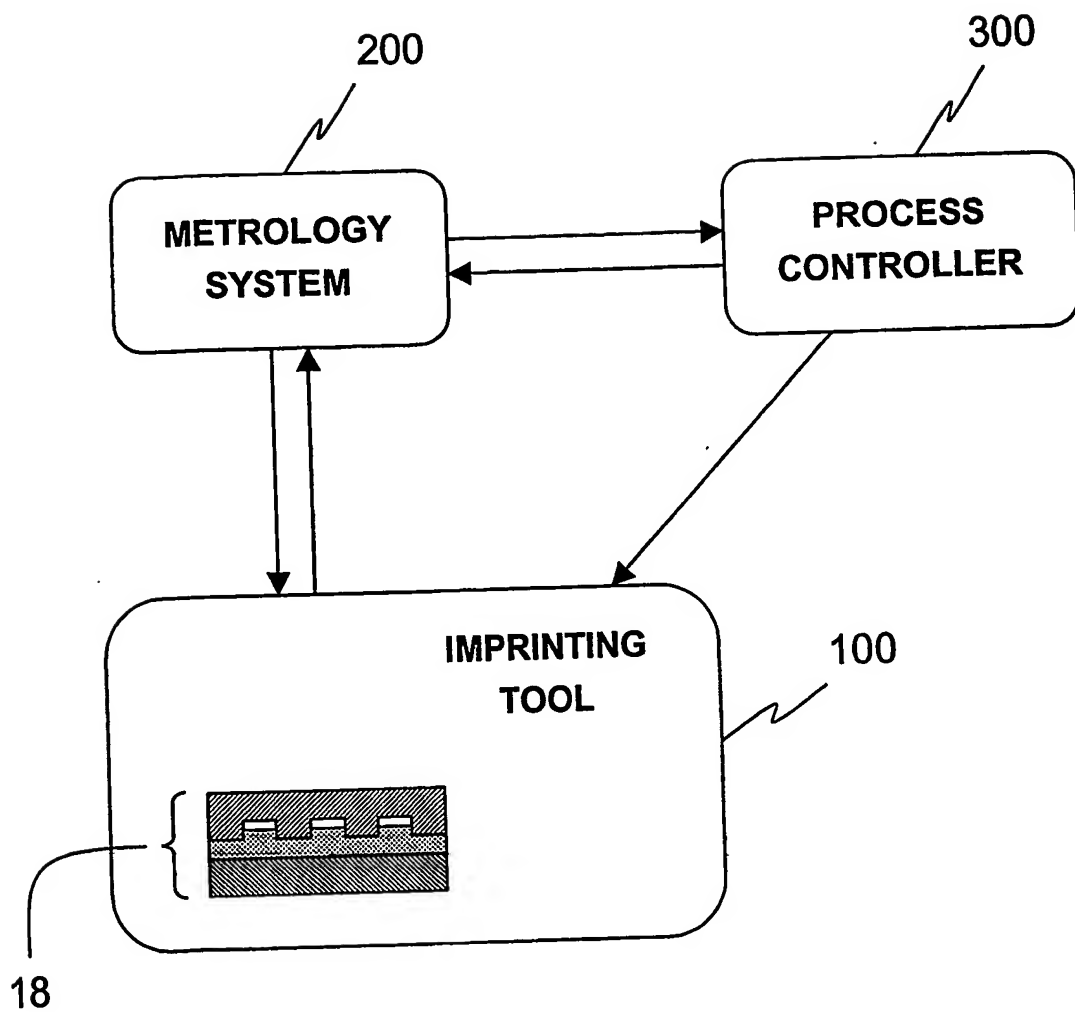 200
300
METROLOGY
SYSTEM
PROCESS
CONTROLLER
IMPRINTING
TOOL
100
18